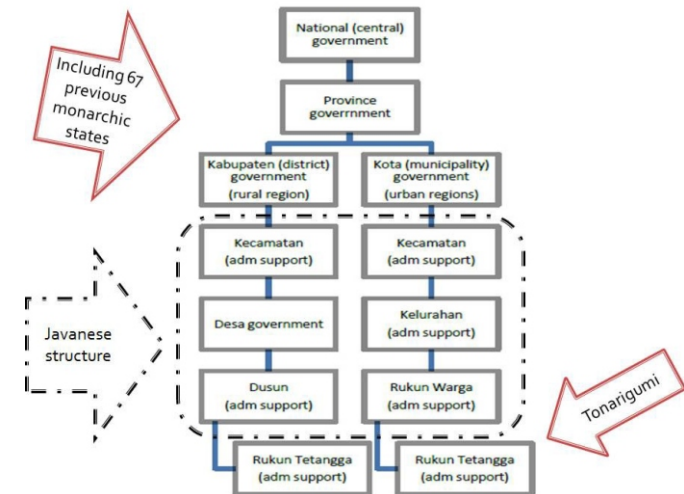 National (central)
government
Including 67
previous
monarchic
states
Province
goverrnment
Kabupaten (district)
government
(rural region)
Kota (municipality)
government
(urban regions)
Kecamatan
(adm support)
Kecamatan
(adm support)
Javanese
structure
Desa government
Kelurahan
(adm support)
Dusun
(adm support)
Rukun Warga
(adm support)
Tonarigumi
Rukun Tetangga
(adm support)
Rukun Tetangga
(adm support)